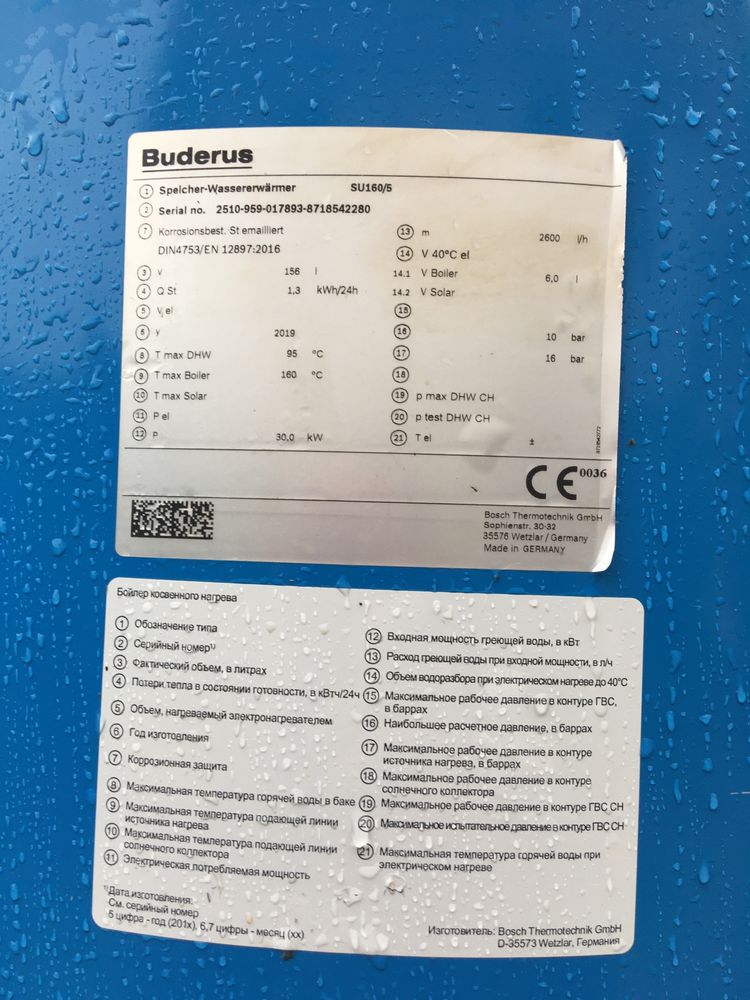 Buderus
① Speicher-Wassererwärmer SU160/5
② Serial no. 2510-959-017893-8718542280
⑦ Korrosionsbest. St emailliert
DIN4753/EN 12897:2016
③ V 156 l
④ Q St 1,3 kWh/24h
⑤ V el
⑥ y 2019
⑧ T max DHW 95 °C
⑨ T max Boiler 160 °C
⑩ T max Solar
⑪ P el
⑫ P 30,0 kW
⑬ m 2600 l/h
⑭ V 40°C el
14.1 V Boiler 6,0 l
14.2 V Solar
⑮
⑯ 10 bar
⑰ 16 bar
⑱
⑲ p max DHW CH
⑳ p test DHW CH
㉑ T el ±
CE 0036
Bosch Thermotechnik GmbH
Sophienstr. 30-32
35576 Wetzlar / Germany
Made in GERMANY
Бойлер косвенного нагрева
① Обозначение типа
② Серийный номер¹⁾
③ Фактический объем, в литрах
④ Потери тепла в состоянии готовности, в кВтч/24ч
⑤ Объем, нагреваемый электронагревателем
⑥ Год изготовления
⑦ Коррозионная защита
⑧ Максимальная температура горячей воды в баке
⑨ Максимальная температура подающей линии
источника нагрева
⑩ Максимальная температура подающей линии
солнечного коллектора
⑪ Электрическая потребляемая мощность
⑫ Входная мощность греющей воды, в кВт
⑬ Расход греющей воды при входной мощности, в л/ч
⑭ Объем водоразбора при электрическом нагреве до 40°C
⑮ Максимальное рабочее давление в контуре ГВС,
в баррах
⑯ Наибольшее расчетное давление, в баррах
⑰ Максимальное рабочее давление в контуре
источника нагрева, в баррах
⑱ Максимальное рабочее давление в контуре
солнечного коллектора
⑲ Максимальное рабочее давление в контуре ГВС CH
⑳ Максимальное испытательное давление в контуре ГВС CH
㉑ Максимальная температура горячей воды при
электрическом нагреве
¹⁾Дата изготовления:
См. серийный номер
5 цифра - год (201x), 6,7 цифры - месяц (xx)
Изготовитель: Bosch Thermotechnik GmbH
D-35573 Wetzlar, Германия